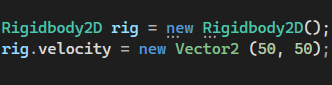 Rigidbody2D rig = new Rigidbody2D();
rig.velocity = new Vector2 (50, 50);